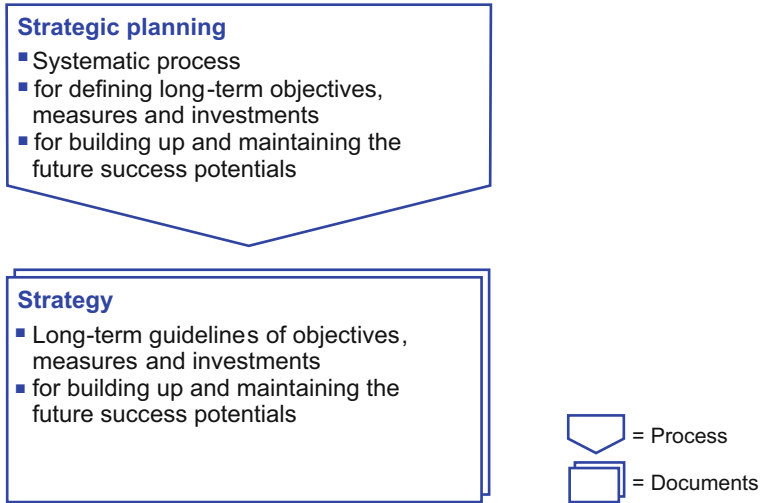 Strategic planning
▪ Systematic process
▪ for defining long-term objectives,
measures and investments
▪ for building up and maintaining the
future success potentials
Strategy
▪ Long-term guidelines of objectives,
measures and investments
▪ for building up and maintaining the
future success potentials
= Process
= Documents